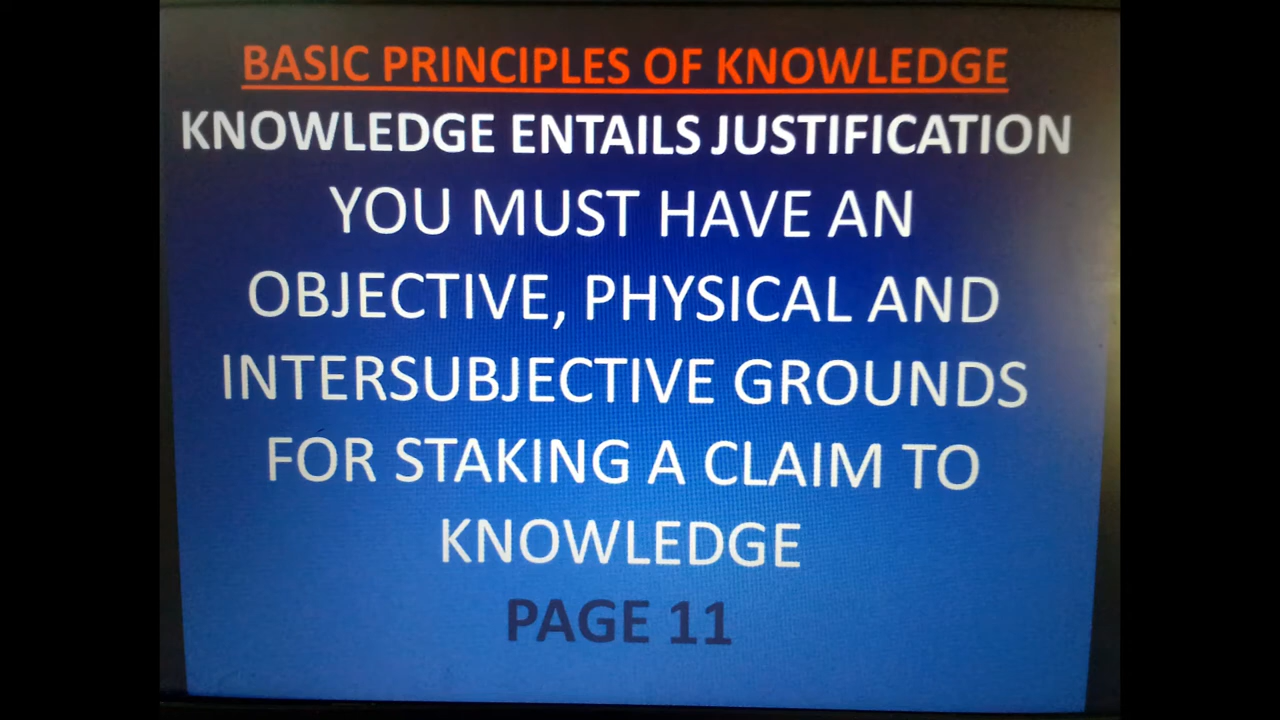 BASIC PRINCIPLES OF KNOWLEDGE
KNOWLEDGE ENTAILS JUSTIFICATION
YOU MUST HAVE AN
OBJECTIVE, PHYSICAL AND
INTERSUBJECTIVE GROUNDS
FOR STAKING A CLAIM TO
KNOWLEDGE
PAGE 11